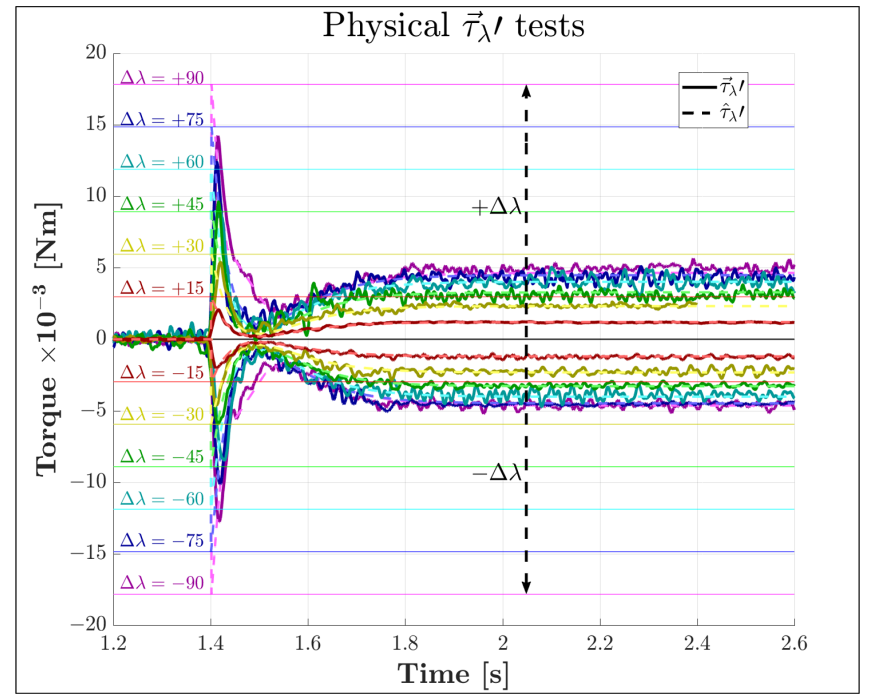 Physical τ⃗λ′ tests
20
15
10
5
0
−5
−10
−15
−20
Torque ×10⁻³ [Nm]
Δλ = +90
Δλ = +75
Δλ = +60
Δλ = +45
Δλ = +30
Δλ = +15
Δλ = −15
Δλ = −30
Δλ = −45
Δλ = −60
Δλ = −75
Δλ = −90
τ⃗λ′
τ̂λ′
+Δλ
−Δλ
1.2 1.4 1.6 1.8 2 2.2 2.4 2.6
Time [s]